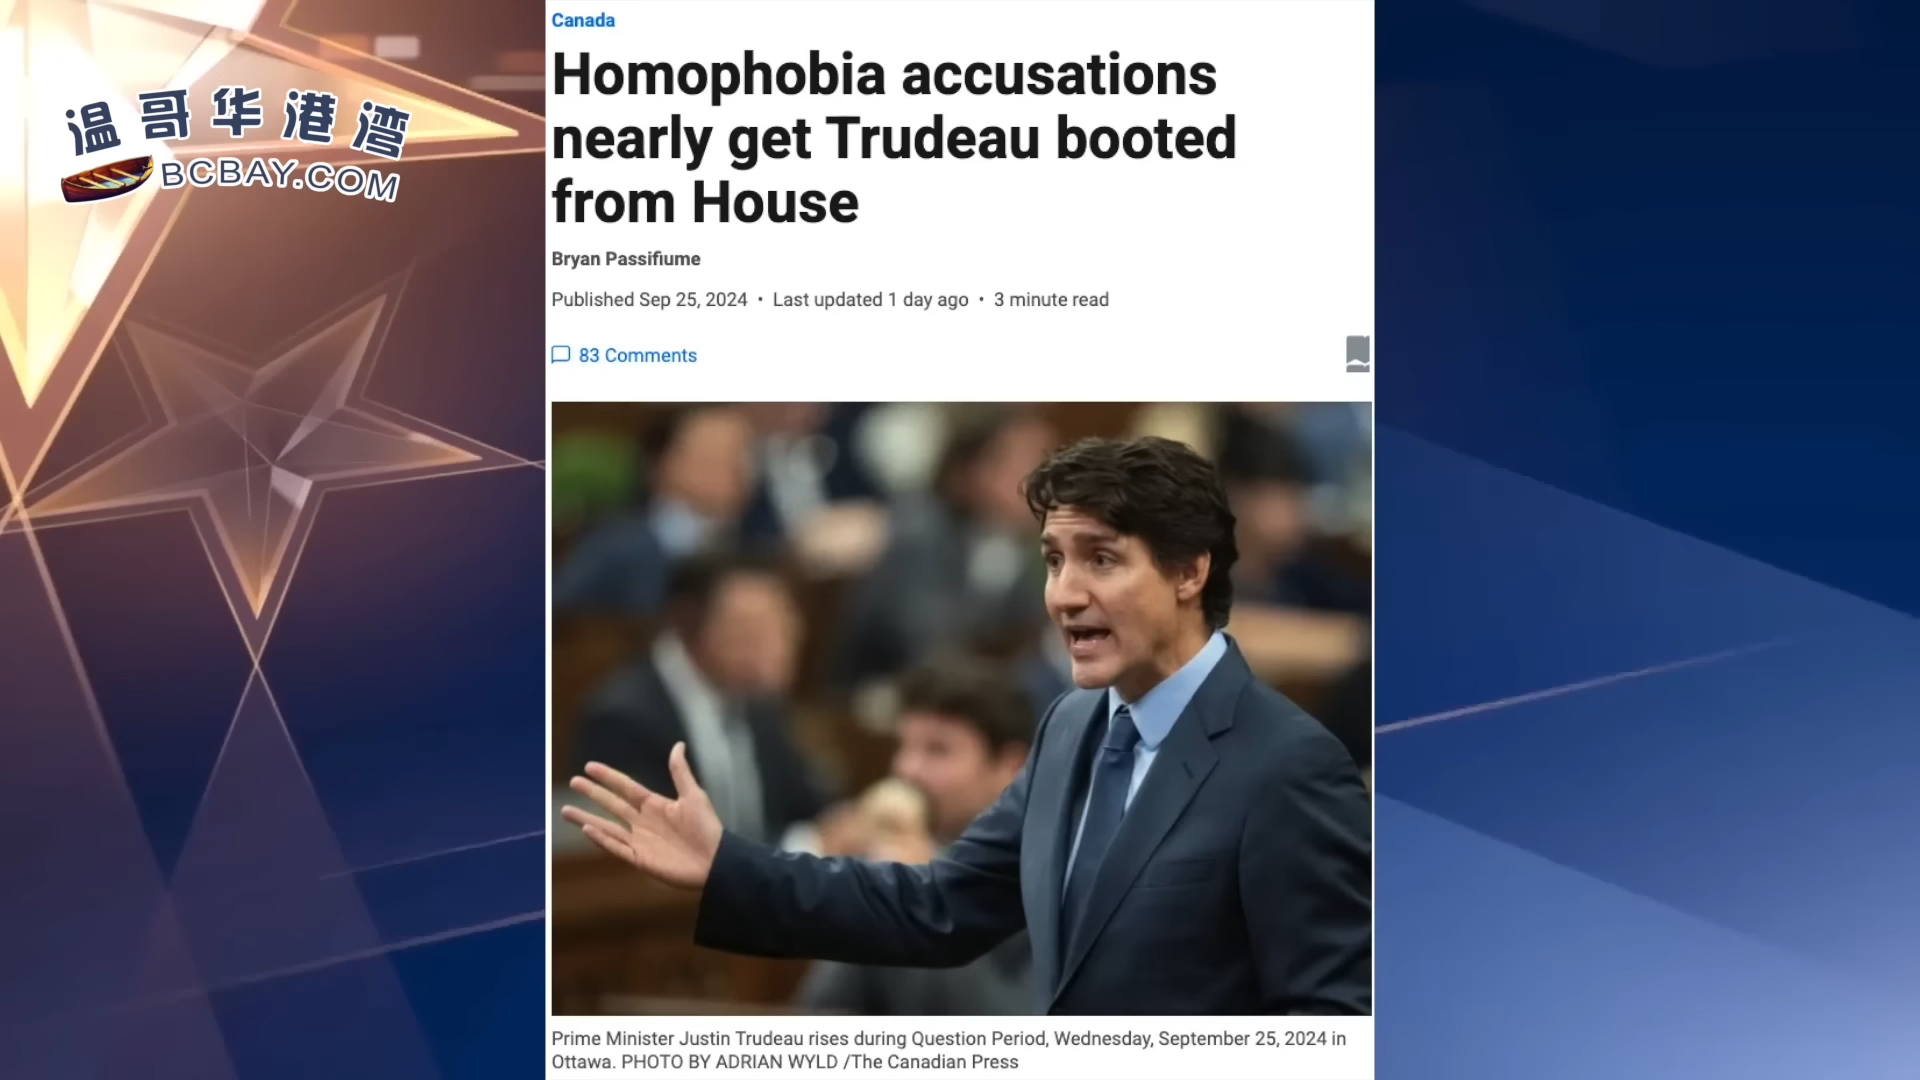 温哥华港湾
BCBAY.COM
Canada
Homophobia accusations
nearly get Trudeau booted
from House
Bryan Passifiume
Published Sep 25, 2024 • Last updated 1 day ago • 3 minute read
83 Comments
Prime Minister Justin Trudeau rises during Question Period, Wednesday, September 25, 2024 in
Ottawa. PHOTO BY ADRIAN WYLD /The Canadian Press